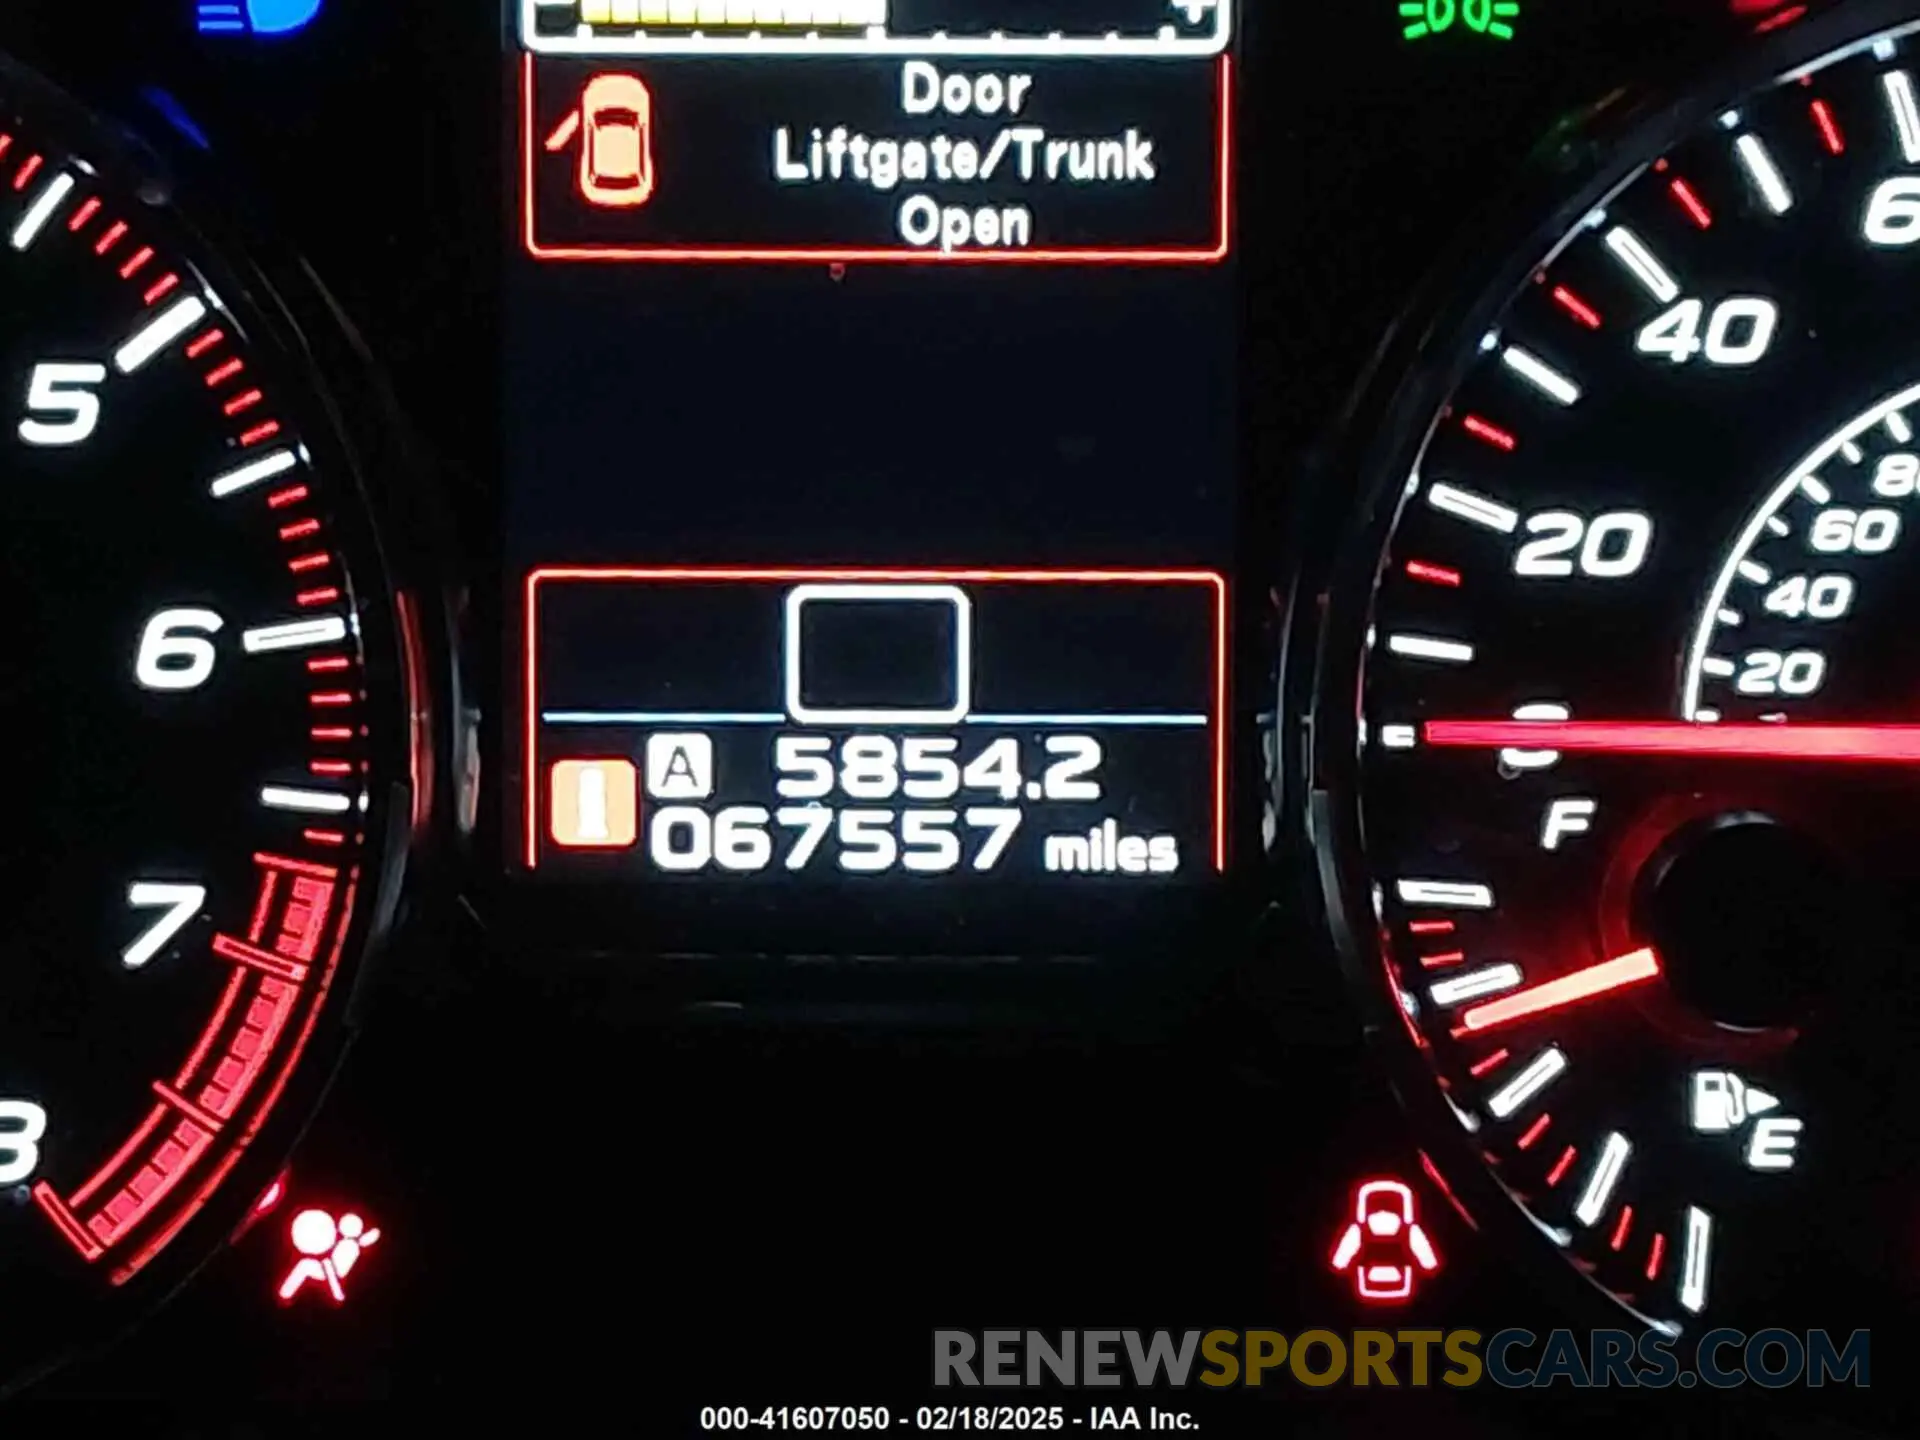 - +
Door
Liftgate/Trunk
Open
5
6
7
8
6
40
20
0
80
60
40
20
A 5854.2
067557 miles
F
E
RENEWSPORTSCARS.COM
000-41607050 - 02/18/2025 - IAA Inc.